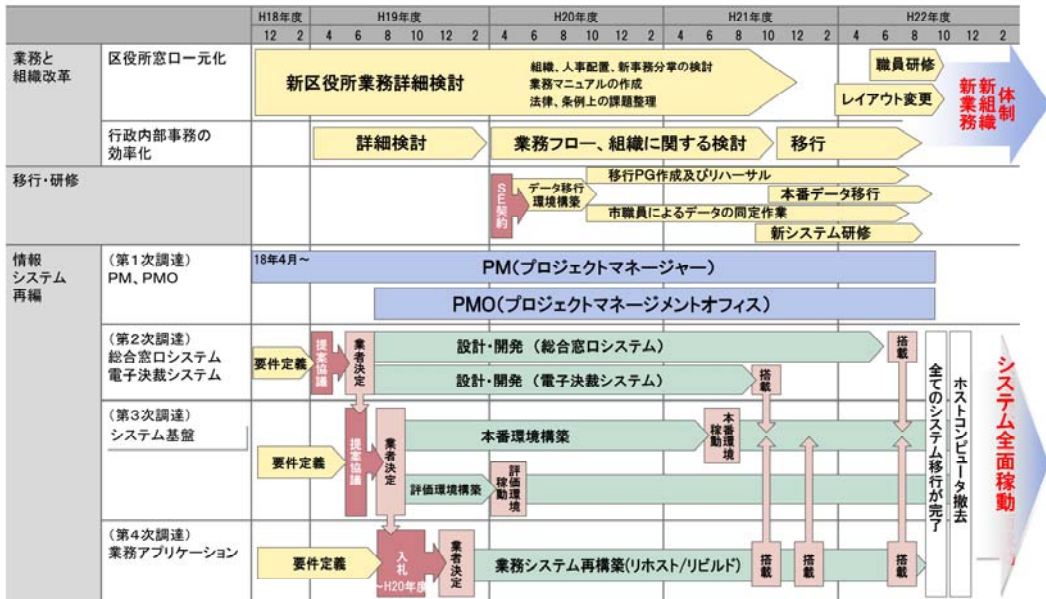 H18年度 H19年度 H20年度 H21年度 H22年度
12 2 4 6 8 10 12 2 4 6 8 10 12 2 4 6 8 10 12 2 4 6 8 10 12 2
業務と
組織改革
区役所窓口一元化
新区役所業務詳細検討
組織、人事配置、新事務分掌の検討
業務マニュアルの作成
法律、条例上の課題整理
職員研修
レイアウト変更
新業務
新組織
体制
行政内部事務の
効率化
詳細検討
業務フロー、組織に関する検討
移行
移行・研修
SE契約
データ移行
環境構築
移行PG作成及びリハーサル
本番データ移行
市職員によるデータの同定作業
新システム研修
情報
システム
再編
(第1次調達)
PM、PMO
18年4月〜
PM(プロジェクトマネージャー)
PMO(プロジェクトマネージメントオフィス)
(第2次調達)
総合窓口システム
電子決裁システム
要件定義
提案協議
業者決定
設計・開発 (総合窓口システム)
搭載
設計・開発 (電子決裁システム)
搭載
(第3次調達)
システム基盤
要件定義
提案協議
業者決定
本番環境構築
本番環境
稼動
評価環境構築
評価環境
稼動
(第4次調達)
業務アプリケーション
要件定義
入札
〜H20年度
業者決定
業務システム再構築(リホスト/リビルド)
搭載
搭載
搭載
全てのシステム移行が完了
ホストコンピュータ撤去
システム全面稼動